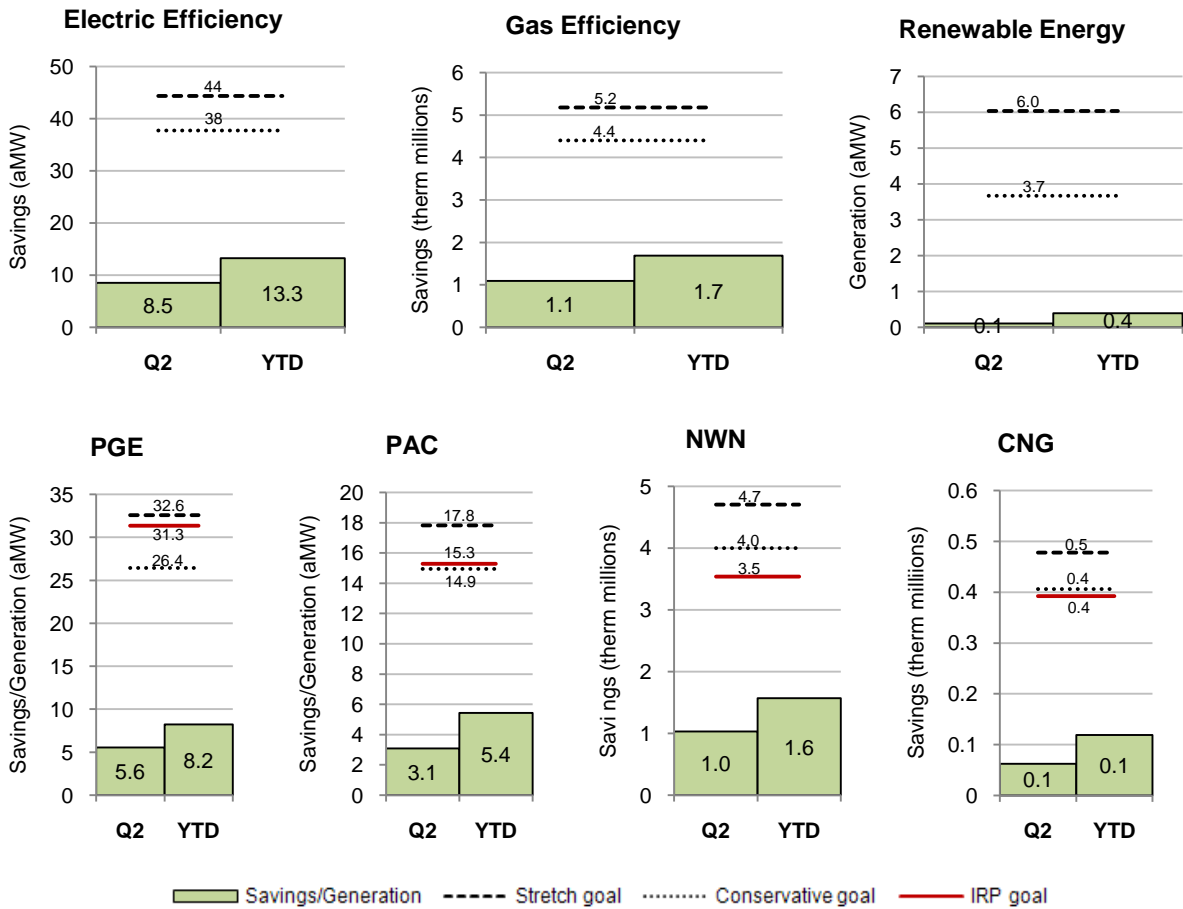 Electric Efficiency
Savings (aMW)
50
40
30
20
10
0
44
38
8.5
13.3
Q2
YTD
Gas Efficiency
Savings (therm millions)
6
5
4
3
2
1
0
5.2
4.4
1.1
1.7
Q2
YTD
Renewable Energy
Generation (aMW)
7
6
5
4
3
2
1
0
6.0
3.7
0.1
0.4
Q2
YTD
PGE
Savings/Generation (aMW)
35
30
25
20
15
10
5
0
32.6
31.3
26.4
5.6
8.2
Q2
YTD
PAC
Savings/Generation (aMW)
20
18
16
14
12
10
8
6
4
2
0
17.8
15.3
14.9
3.1
5.4
Q2
YTD
NWN
Savi ngs (therm millions)
5
4
3
2
1
0
4.7
4.0
3.5
1.0
1.6
Q2
YTD
CNG
Savings (therm milliions)
0.6
0.5
0.4
0.3
0.2
0.1
0
0.5
0.4
0.4
0.1
0.1
Q2
YTD
Savings/Generation
Stretch goal
Conservative goal
IRP goal